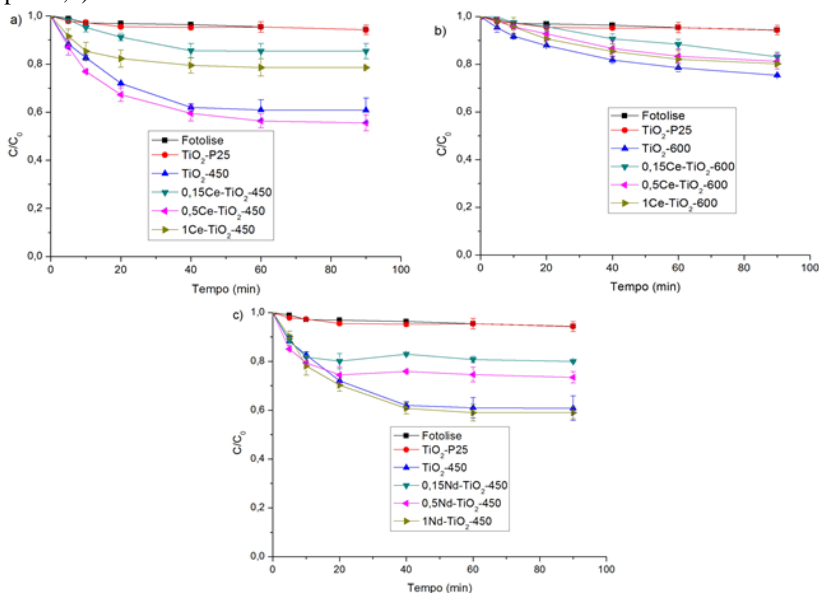 a)
1,0
0,8
0,6
0,4
0,2
0,0
C/C0
Fotolise
TiO2-P25
TiO2-450
0,15Ce-TiO2-450
0,5Ce-TiO2-450
1Ce-TiO2-450
0 20 40 60 80 100
Tempo (min)
b)
1,0
0,8
0,6
0,4
0,2
0,0
C/C0
Fotolise
TiO2-P25
TiO2-600
0,15Ce-TiO2-600
0,5Ce-TiO2-600
1Ce-TiO2-600
0 20 40 60 80 100
Tempo (min)
c)
1,0
0,8
0,6
0,4
0,2
0,0
C/C0
Fotolise
TiO2-P25
TiO2-450
0,15Nd-TiO2-450
0,5Nd-TiO2-450
1Nd-TiO2-450
0 20 40 60 80 100
Tempo (min)